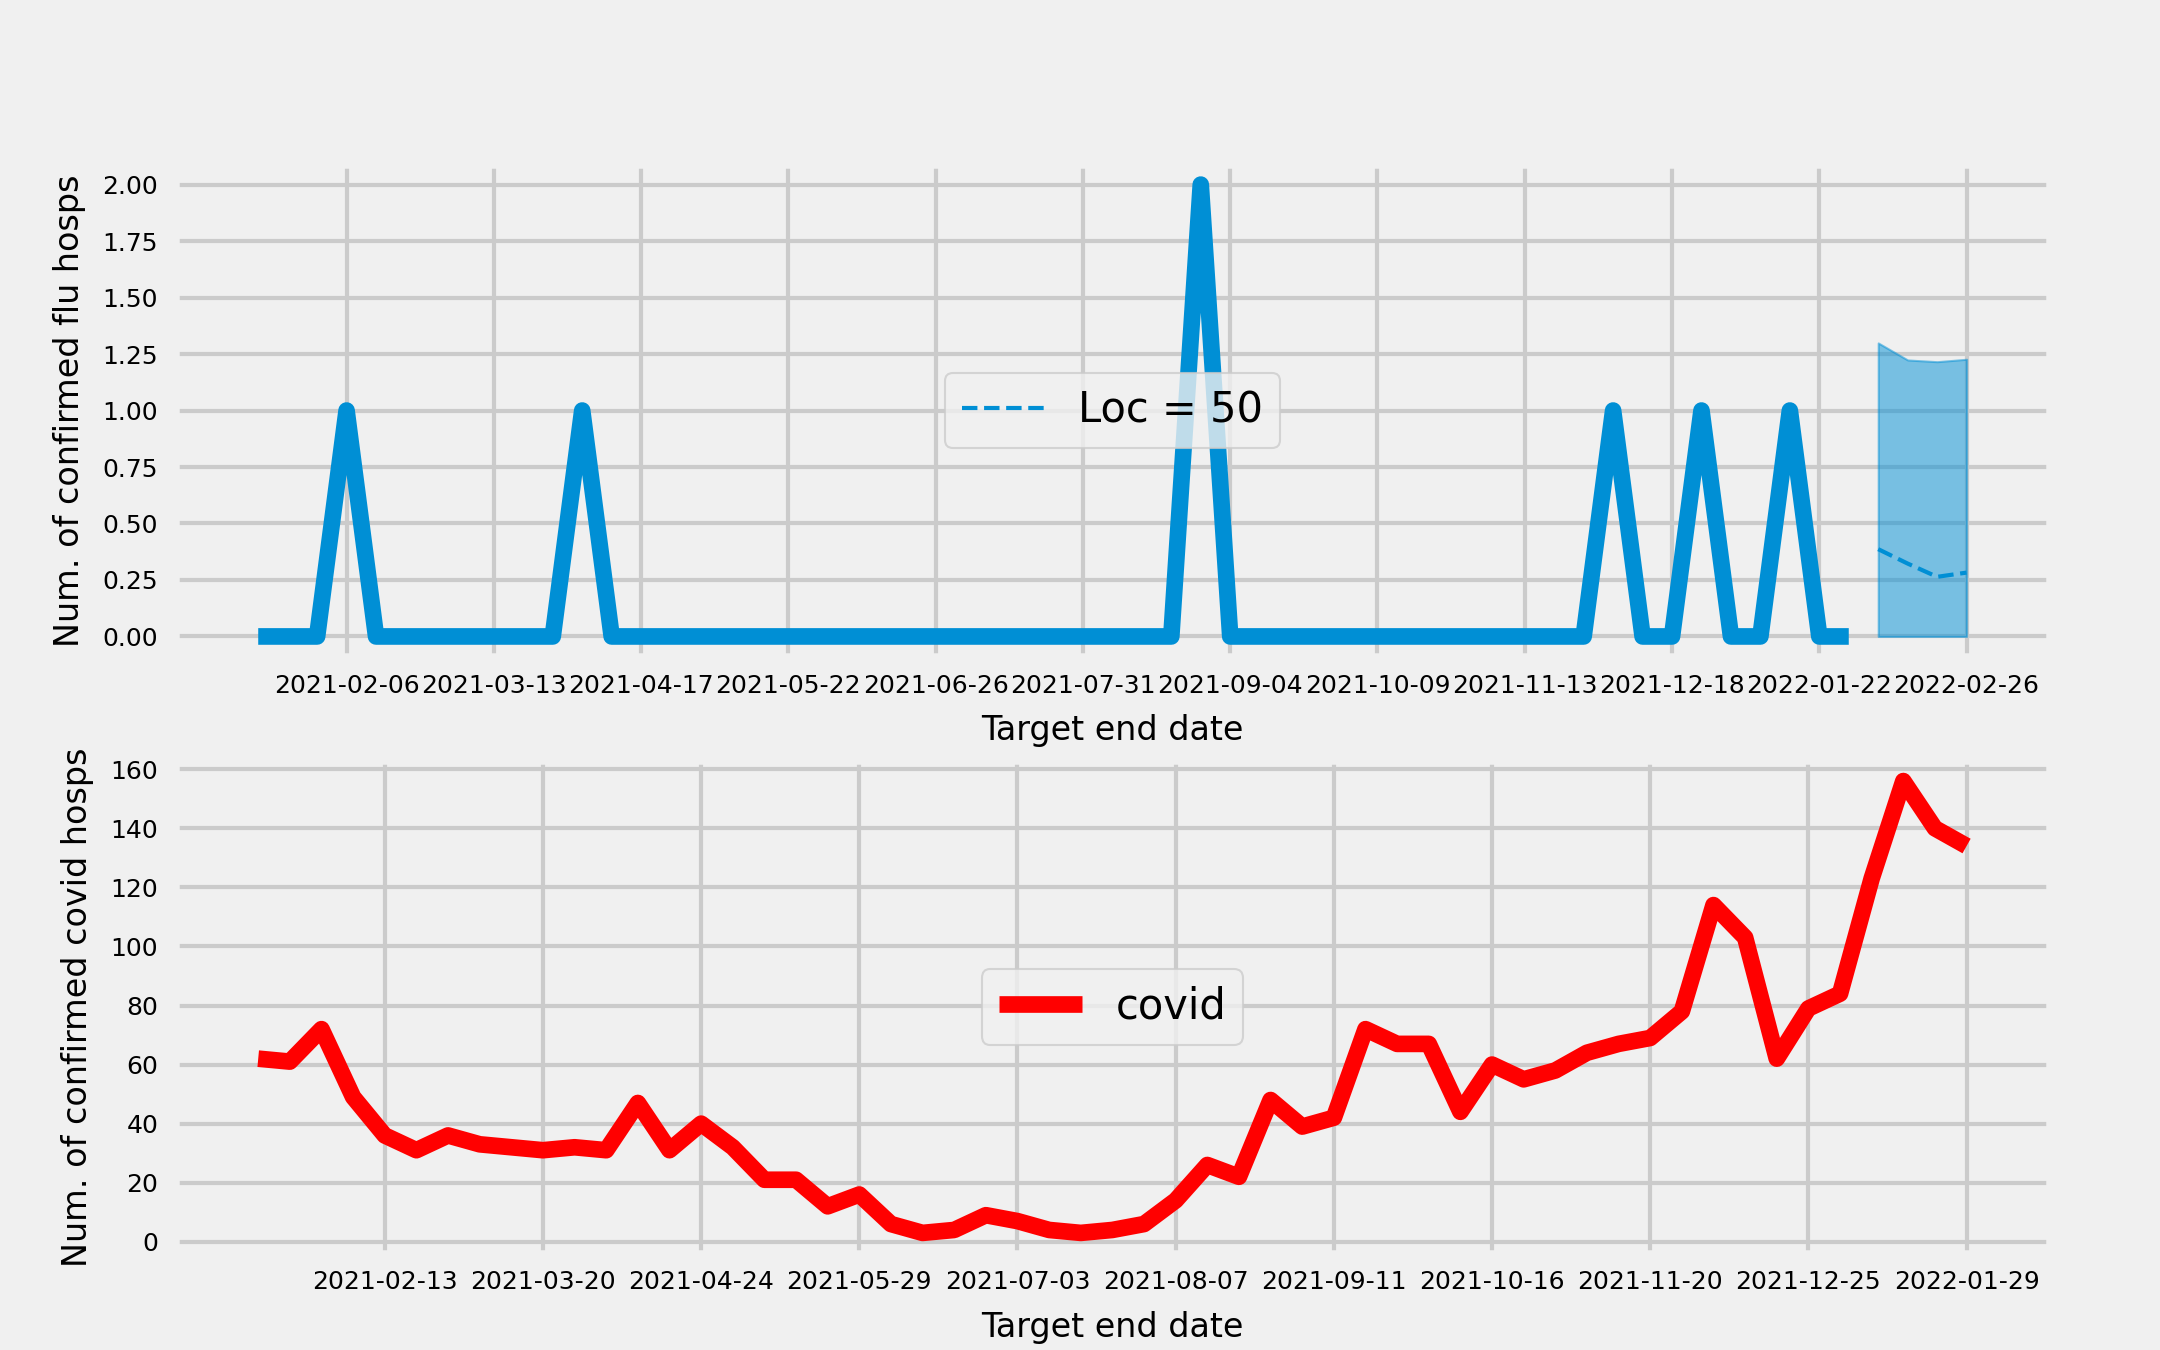 Num. of confirmed flu hosps
2.00
1.75
1.50
1.25
1.00
0.75
0.50
0.25
0.00
Loc = 50
2021-02-06 2021-03-13 2021-04-17 2021-05-22 2021-06-26 2021-07-31 2021-09-04 2021-10-09 2021-11-13 2021-12-18 2022-01-22 2022-02-26
Target end date
Num. of confirmed covid hosps
160
140
120
100
80
60
40
20
0
covid
2021-02-13 2021-03-20 2021-04-24 2021-05-29 2021-07-03 2021-08-07 2021-09-11 2021-10-16 2021-11-20 2021-12-25 2022-01-29
Target end date